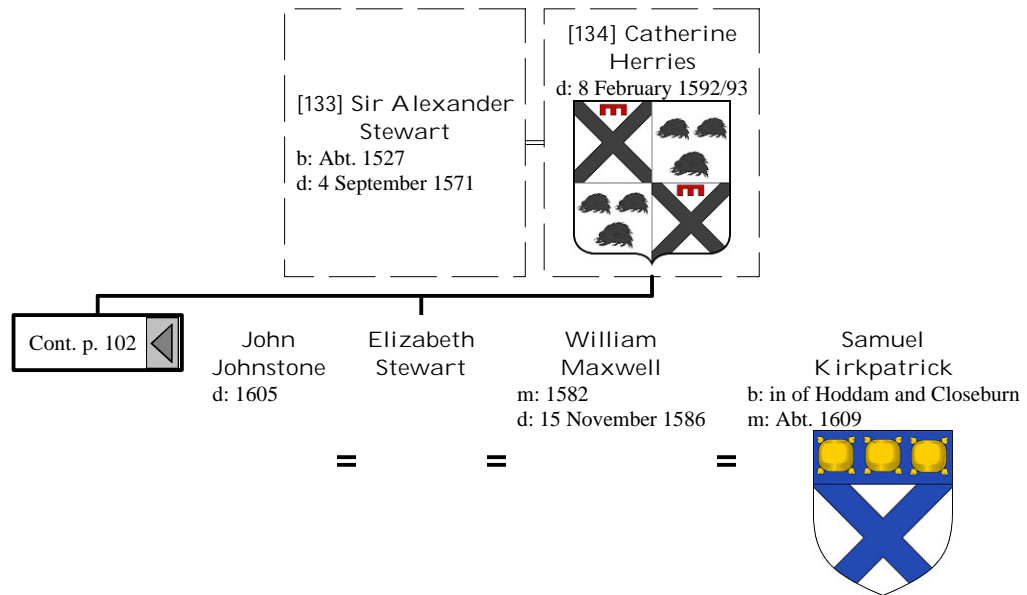 [133] Sir Alexander
Stewart
b: Abt. 1527
d: 4 September 1571
[134] Catherine
Herries
d: 8 February 1592/93
Cont. p. 102
John
Johnstone
d: 1605
=
Elizabeth
Stewart
=
William
Maxwell
m: 1582
d: 15 November 1586
=
Samuel
Kirkpatrick
b: in of Hoddam and Closeburn
m: Abt. 1609